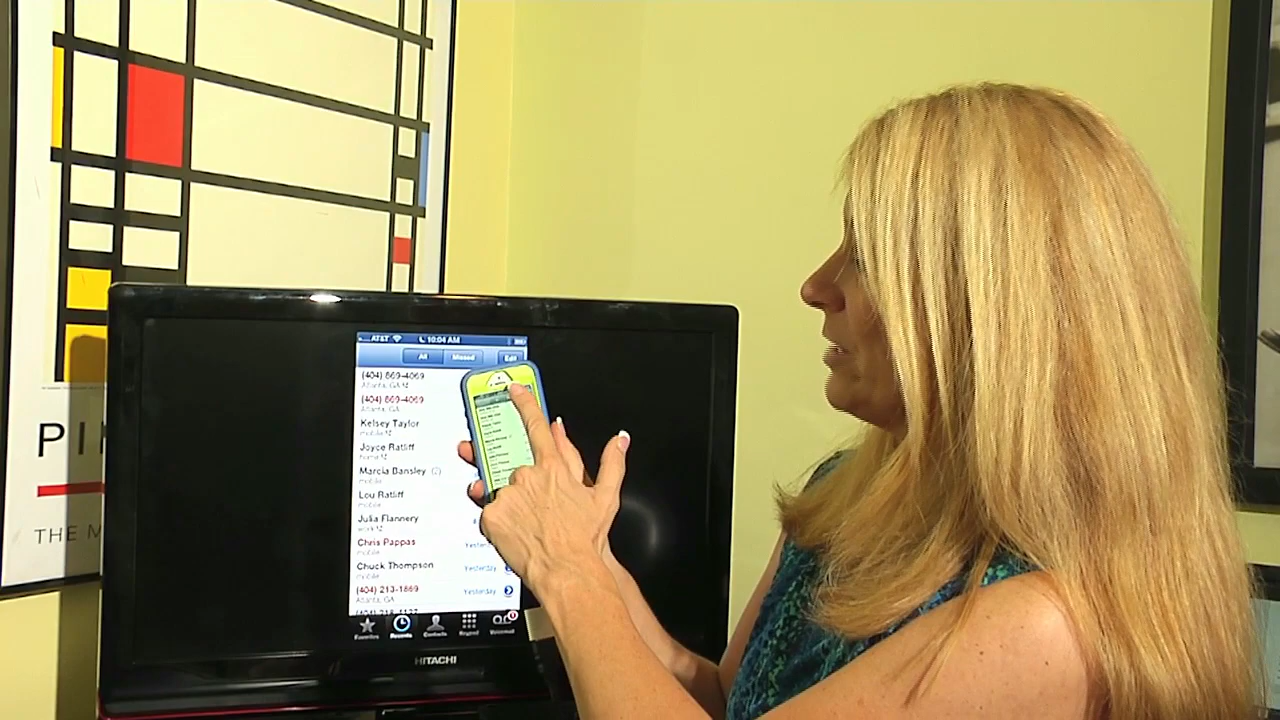 AT&T 10:04 AM
All Missed Edit
(404) 869-4069
Atlanta, GA
(404) 869-4069
Atlanta, GA
Kelsey Taylor
mobile
Joyce Ratliff
home
Marcia Bansley (2)
mobile
Lou Ratliff
mobile
Julia Flannery
work
Chris Pappas
mobile
Chuck Thompson Yesterday
mobile
(404) 213-1869 Yesterday
Atlanta, GA
Favorites Recents Contacts Keypad Voicemail
HITACHI
PI
THE M